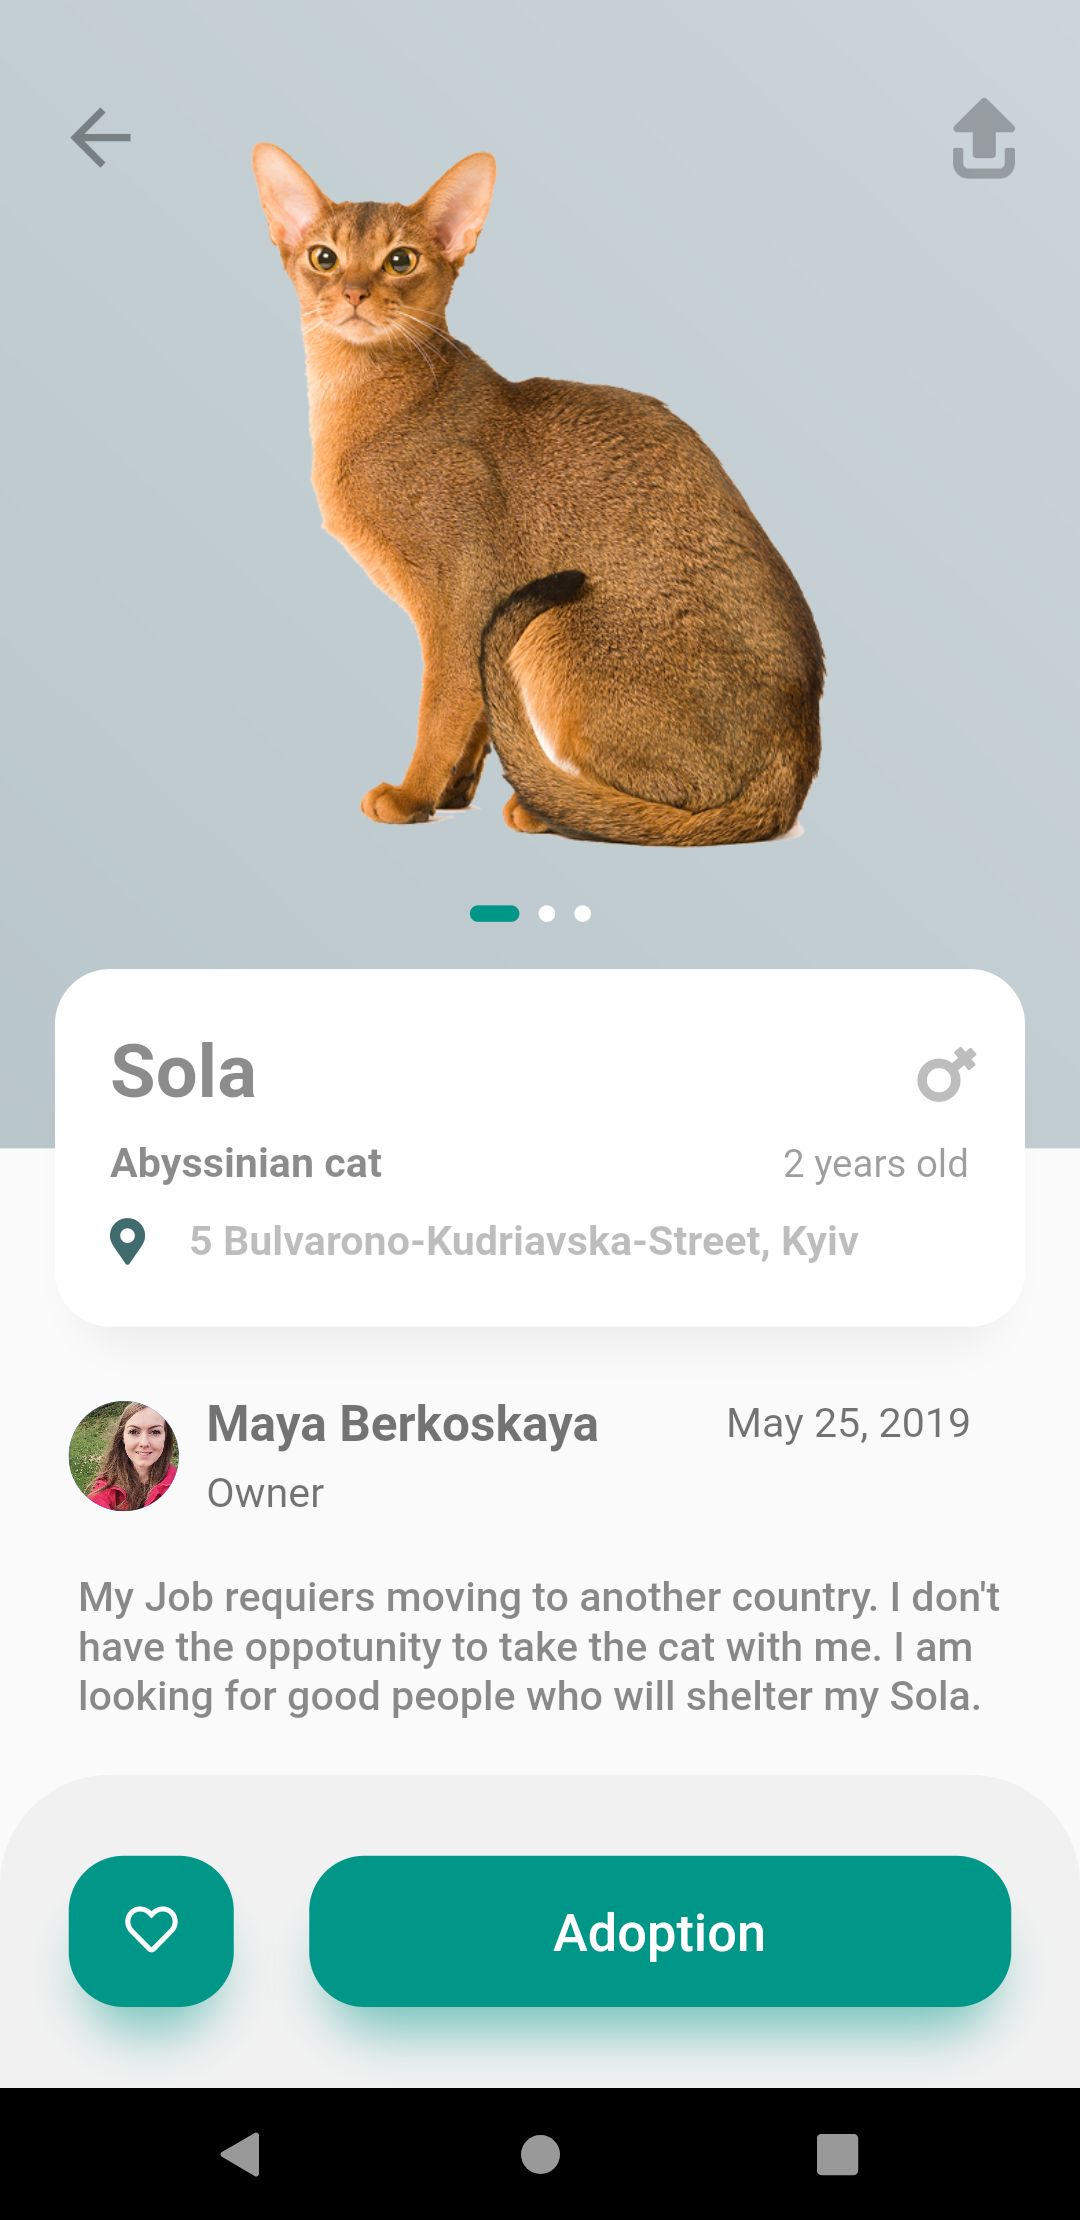 Sola
Abyssinian cat
2 years old
5 Bulvarono-Kudriavska-Street, Kyiv
Maya Berkoskaya
May 25, 2019
Owner
My Job requiers moving to another country. I don't
have the oppotunity to take the cat with me. I am
looking for good people who will shelter my Sola.
Adoption